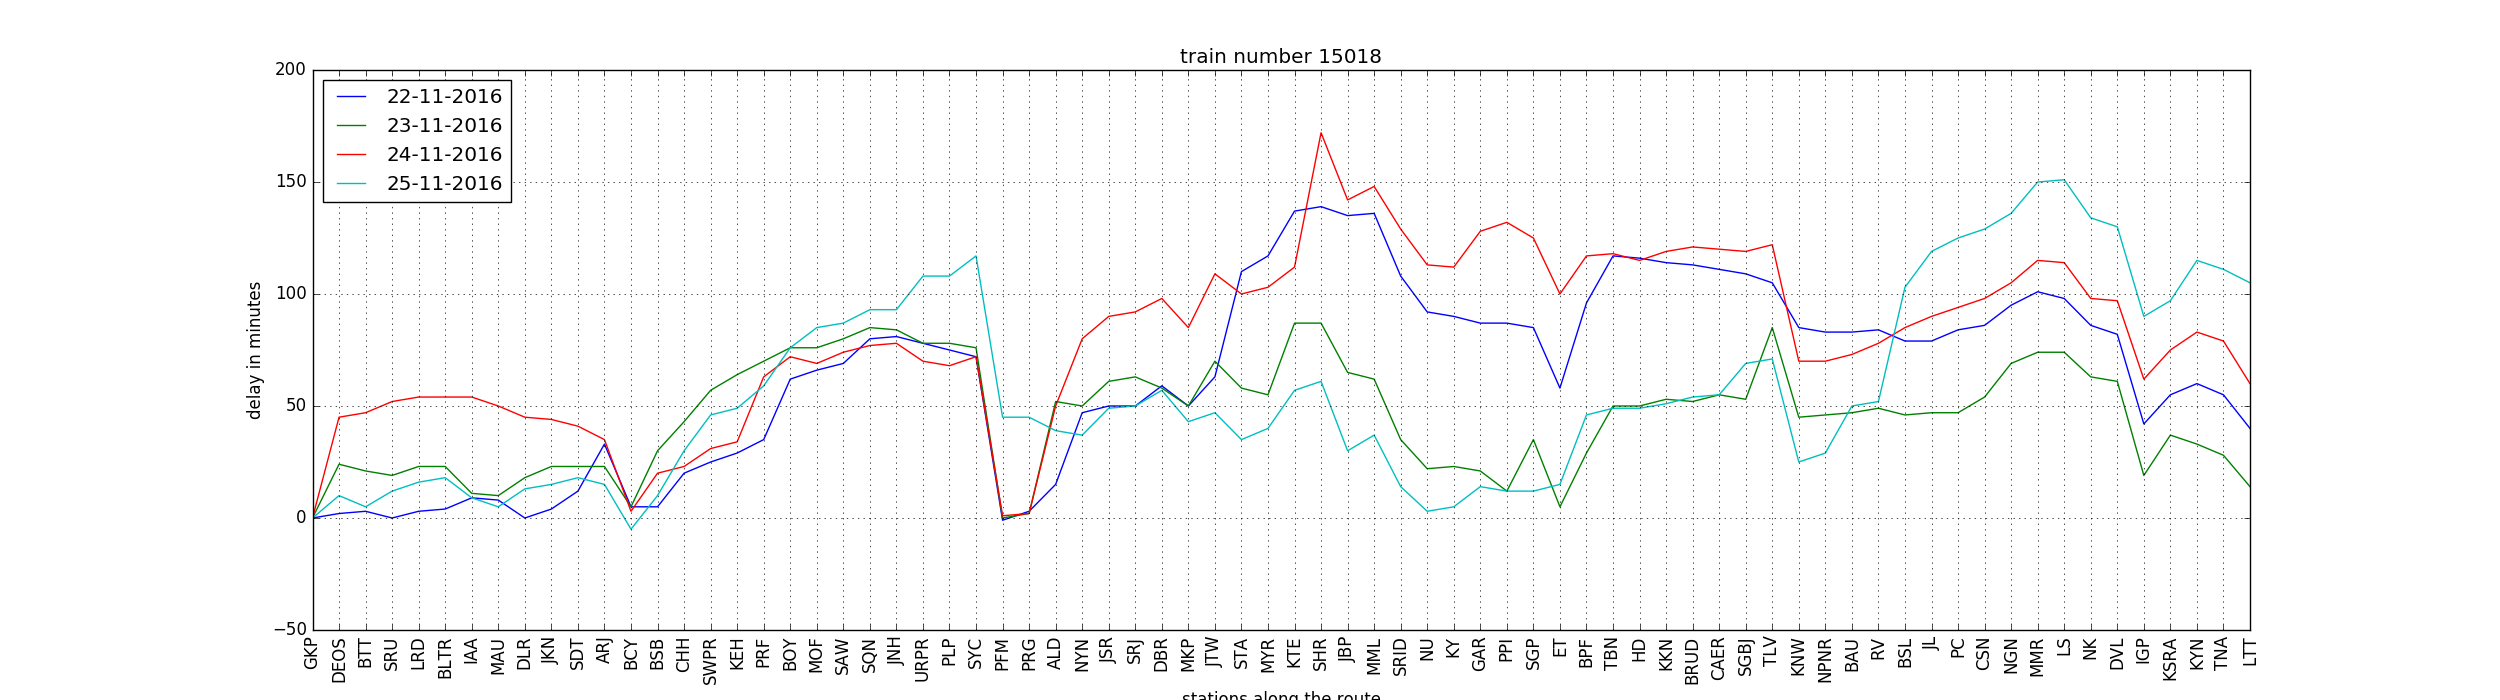 train number 15018
200
150
100
50
0
−50
delay in minutes
22-11-2016
23-11-2016
24-11-2016
25-11-2016
GKP DEOS BTT SRU LRD BLTR IAA MAU DLR JKN SDT ARJ BCY BSB CHH SWPR KEH PRF BOY MOF SAW SQN JNH URPR PLP SYC PFM PRG ALD NYN JSR SRJ DBR MKP JTW STA MYR KTE SHR JBP MML SRID NU KY GAR PPI SGP ET BPF TBN HD KKN BRUD CAER SGBJ TLV KNW NPNR BAU RV BSL JL PC CSN NGN MMR LS NK DVL IGP KSRA KYN TNA LTT
stations along the route